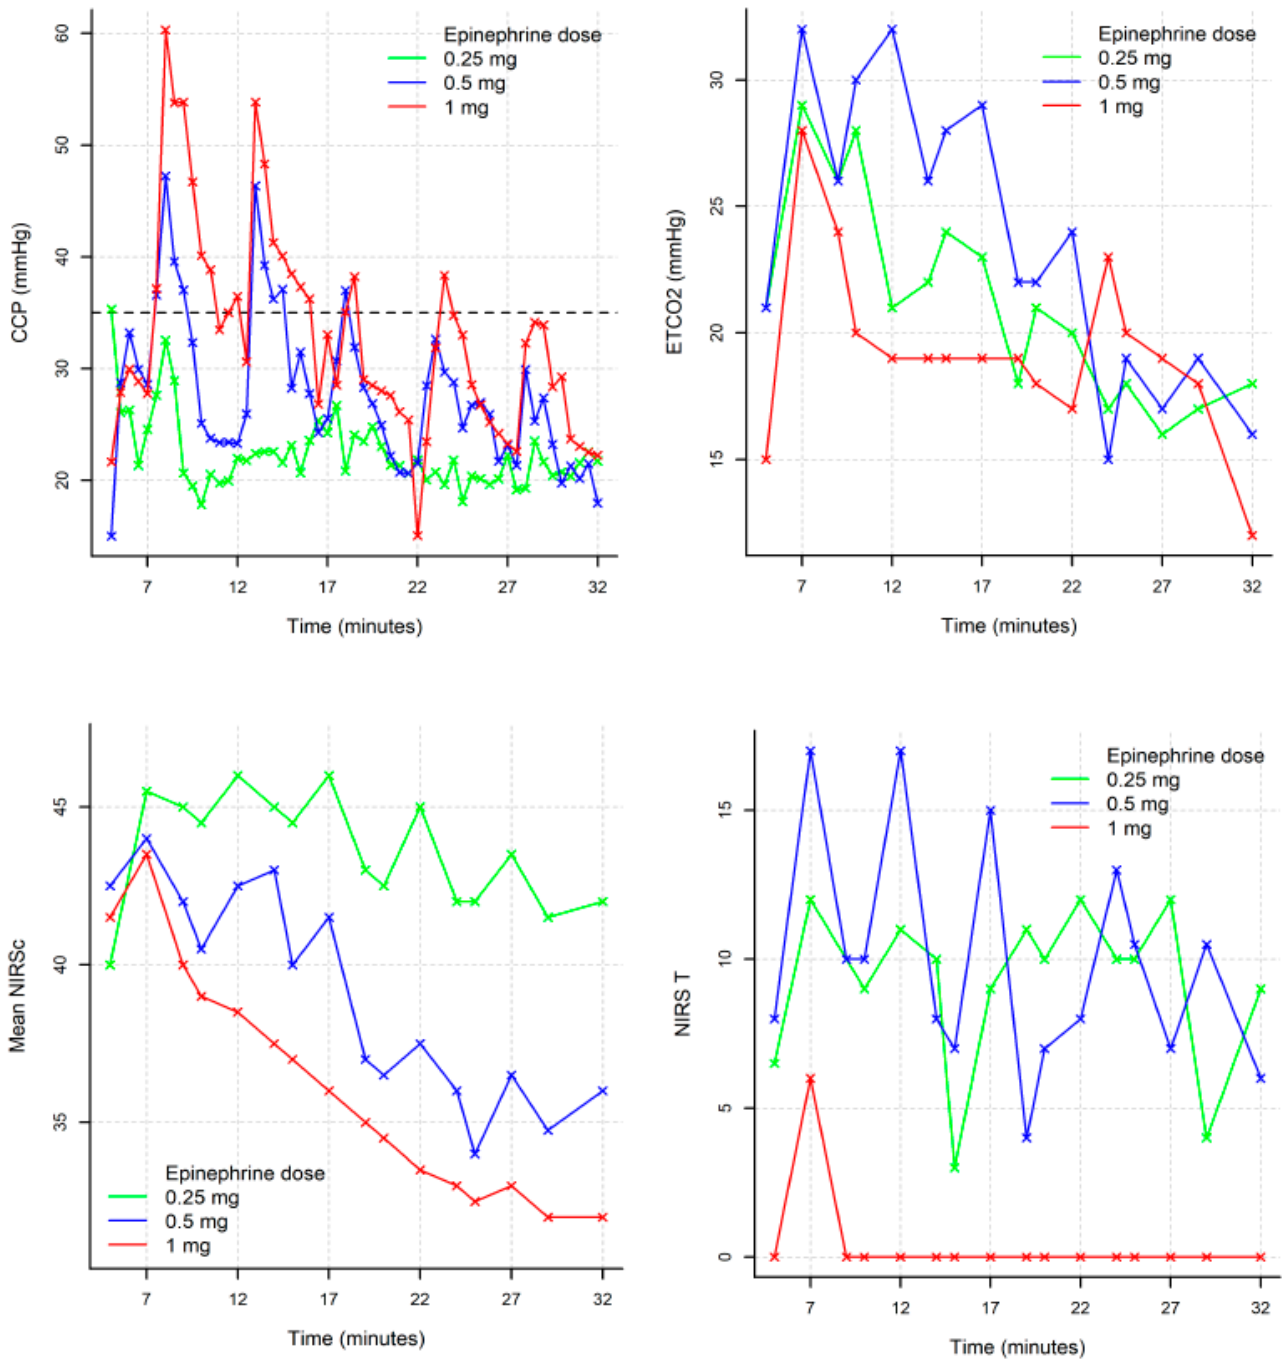 Epinephrine dose
0.25 mg
0.5 mg
1 mg
CCP (mmHg)
60
50
40
30
20
7 12 17 22 27 32
Time (minutes)
Epinephrine dose
0.25 mg
0.5 mg
1 mg
ETCO2 (mmHg)
30
25
20
15
7 12 17 22 27 32
Time (minutes)
Mean NIRSc
45
40
35
Epinephrine dose
0.25 mg
0.5 mg
1 mg
7 12 17 22 27 32
Time (minutes)
Epinephrine dose
0.25 mg
0.5 mg
1 mg
NIRS T
15
10
5
0
7 12 17 22 27 32
Time (minutes)